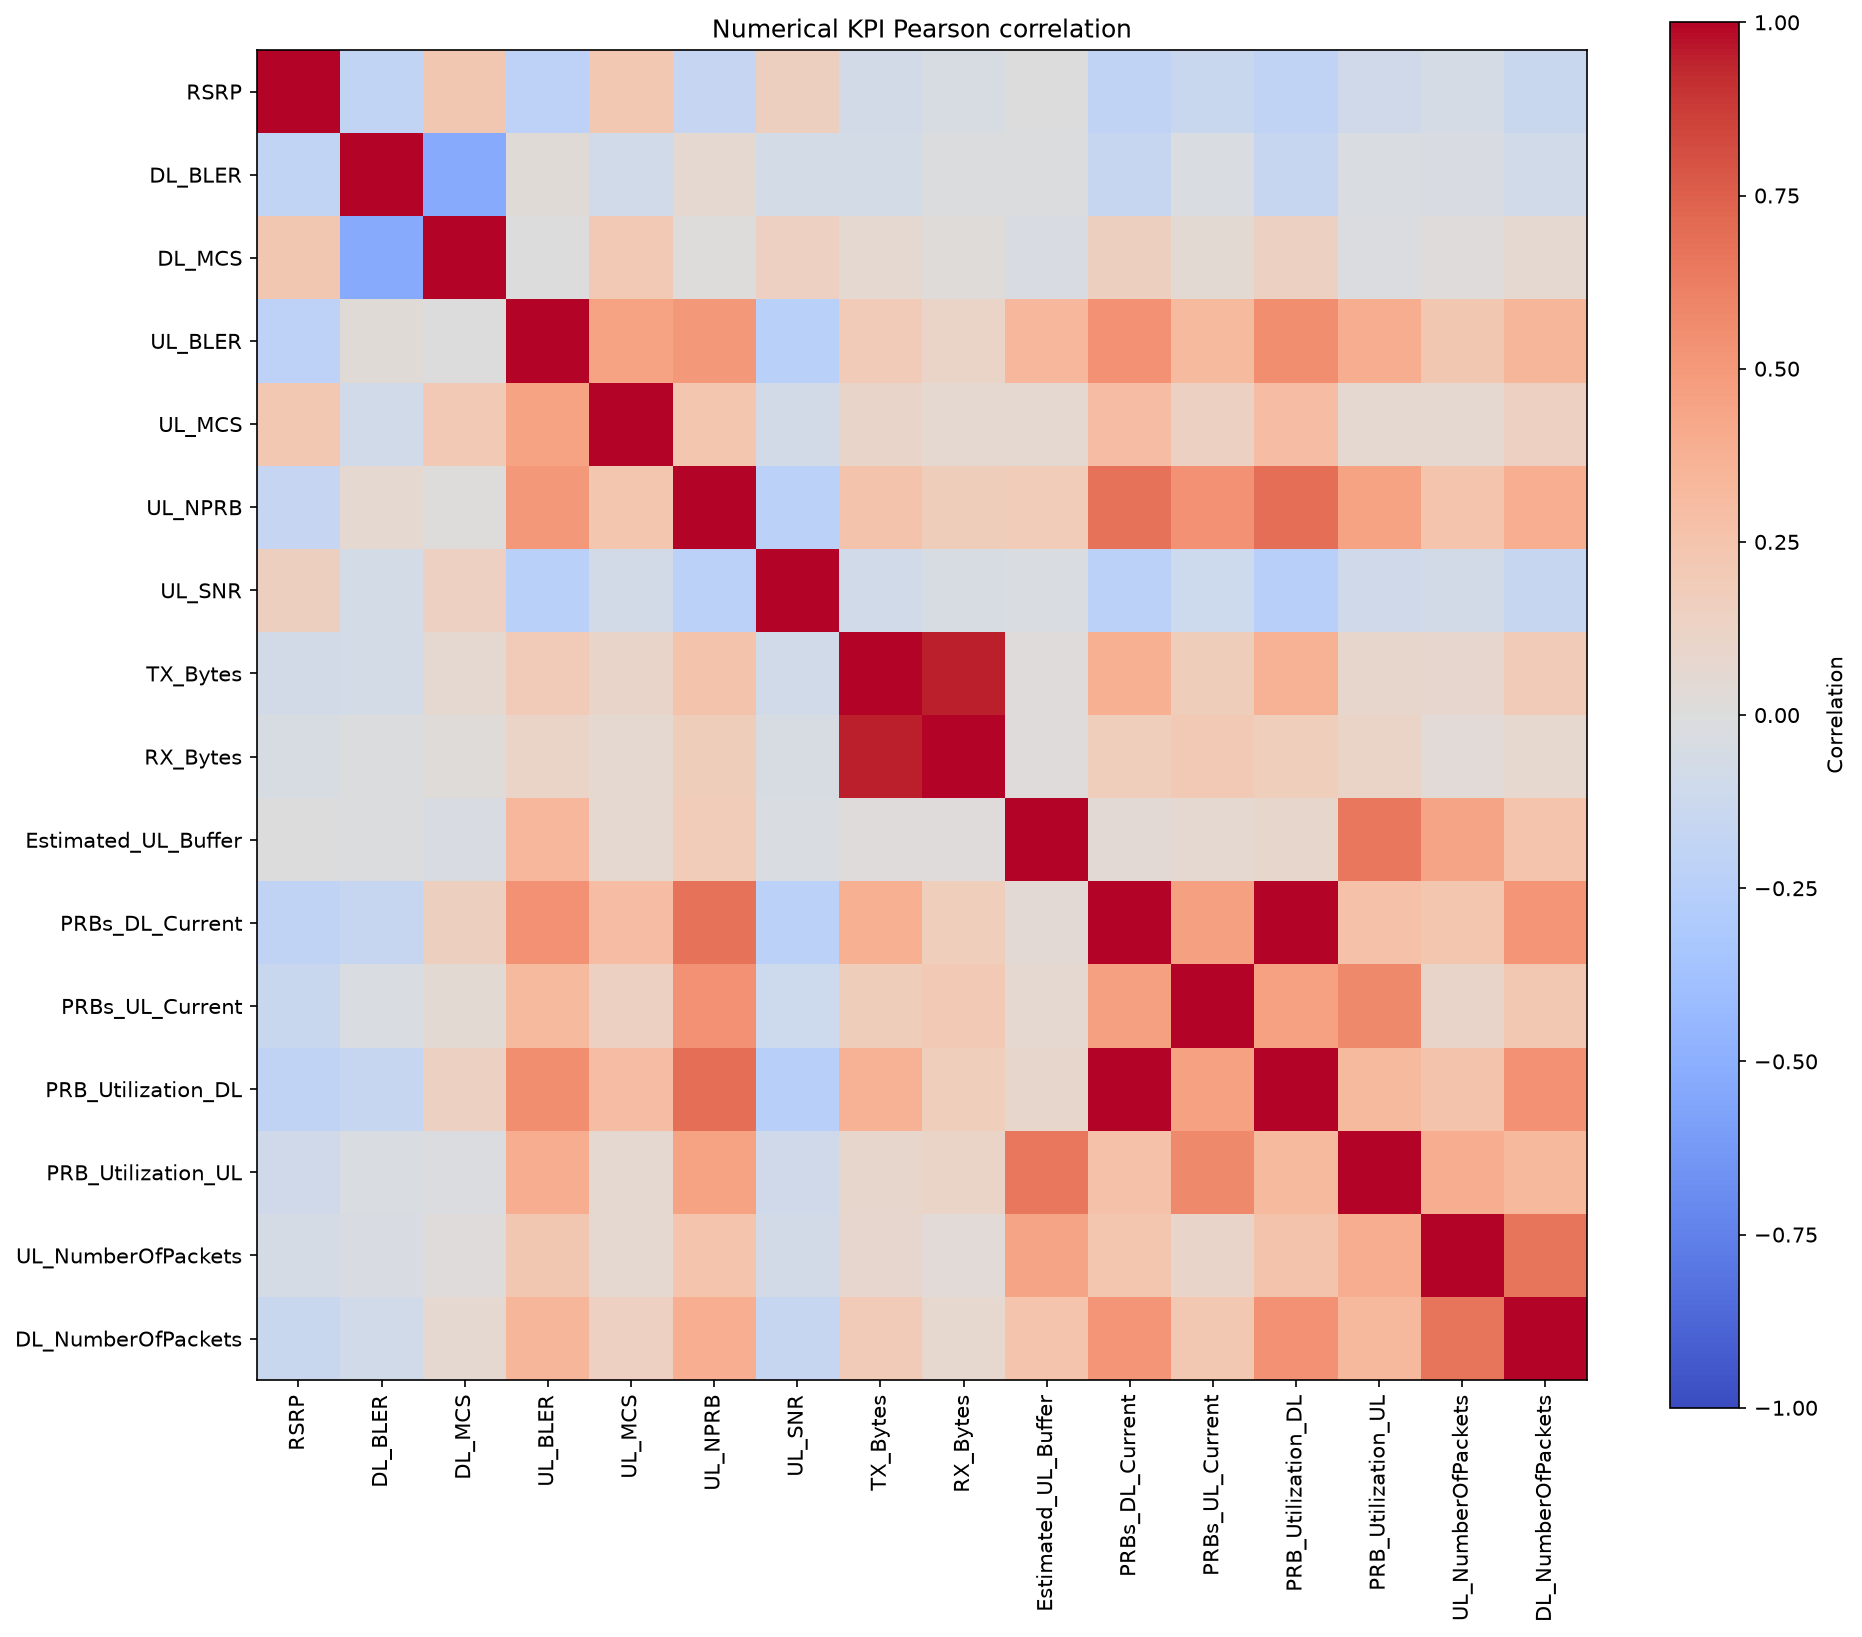 Numerical KPI Pearson correlation
RSRP
DL_BLER
DL_MCS
UL_BLER
UL_MCS
UL_NPRB
UL_SNR
TX_Bytes
RX_Bytes
Estimated_UL_Buffer
PRBs_DL_Current
PRBs_UL_Current
PRB_Utilization_DL
PRB_Utilization_UL
UL_NumberOfPackets
DL_NumberOfPackets
RSRP
DL_BLER
DL_MCS
UL_BLER
UL_MCS
UL_NPRB
UL_SNR
TX_Bytes
RX_Bytes
Estimated_UL_Buffer
PRBs_DL_Current
PRBs_UL_Current
PRB_Utilization_DL
PRB_Utilization_UL
UL_NumberOfPackets
DL_NumberOfPackets
1.00
0.75
0.50
0.25
0.00
−0.25
−0.50
−0.75
−1.00
Correlation